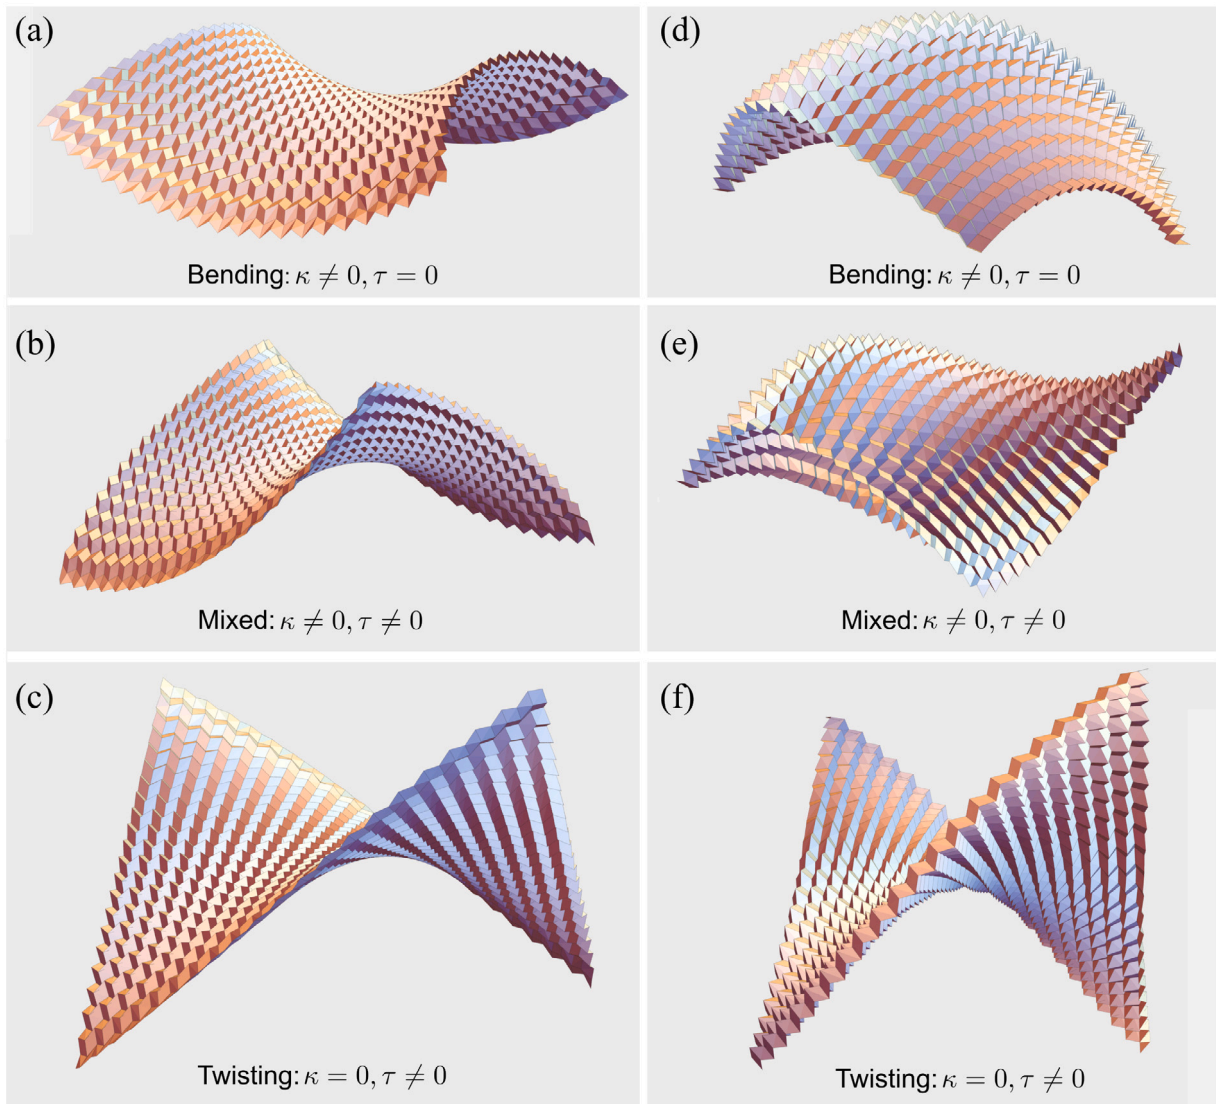 (a)
Bending: κ ≠ 0, τ = 0
(b)
Mixed: κ ≠ 0, τ ≠ 0
(c)
Twisting: κ = 0, τ ≠ 0
(d)
Bending: κ ≠ 0, τ = 0
(e)
Mixed: κ ≠ 0, τ ≠ 0
(f)
Twisting: κ = 0, τ ≠ 0